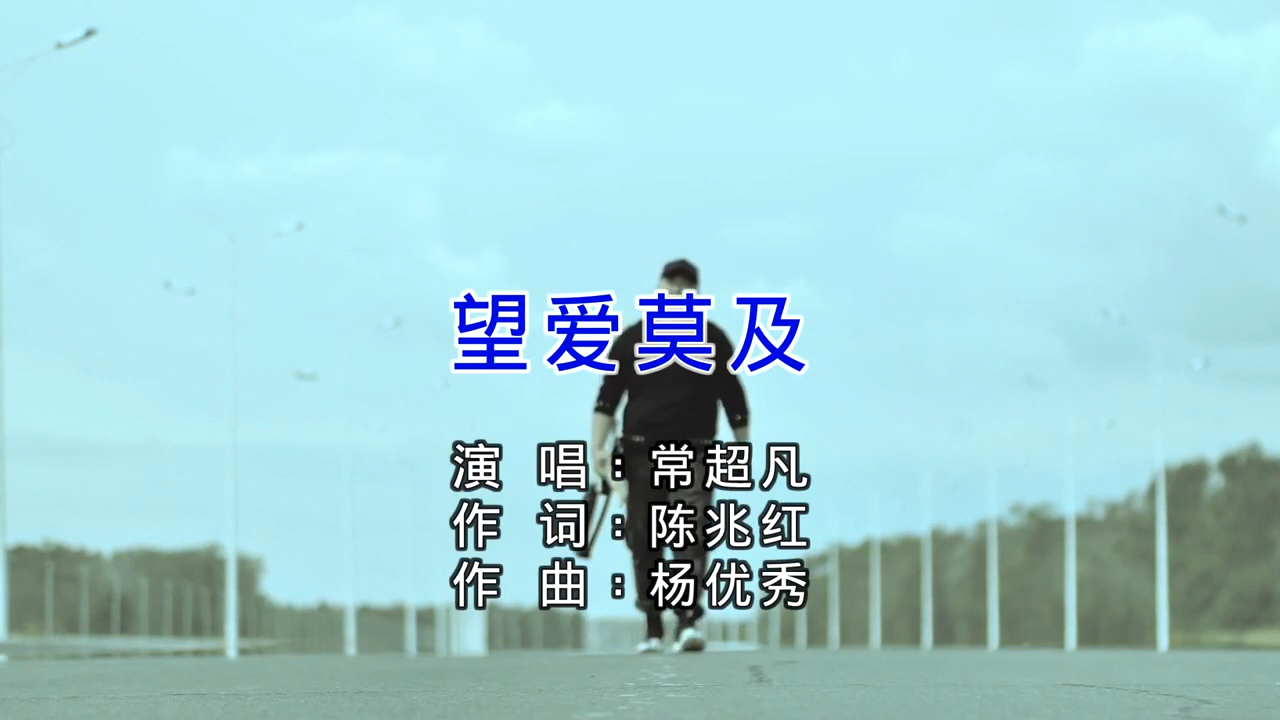 望爱莫及
演 唱：常超凡
作 词：陈兆红
作 曲：杨优秀